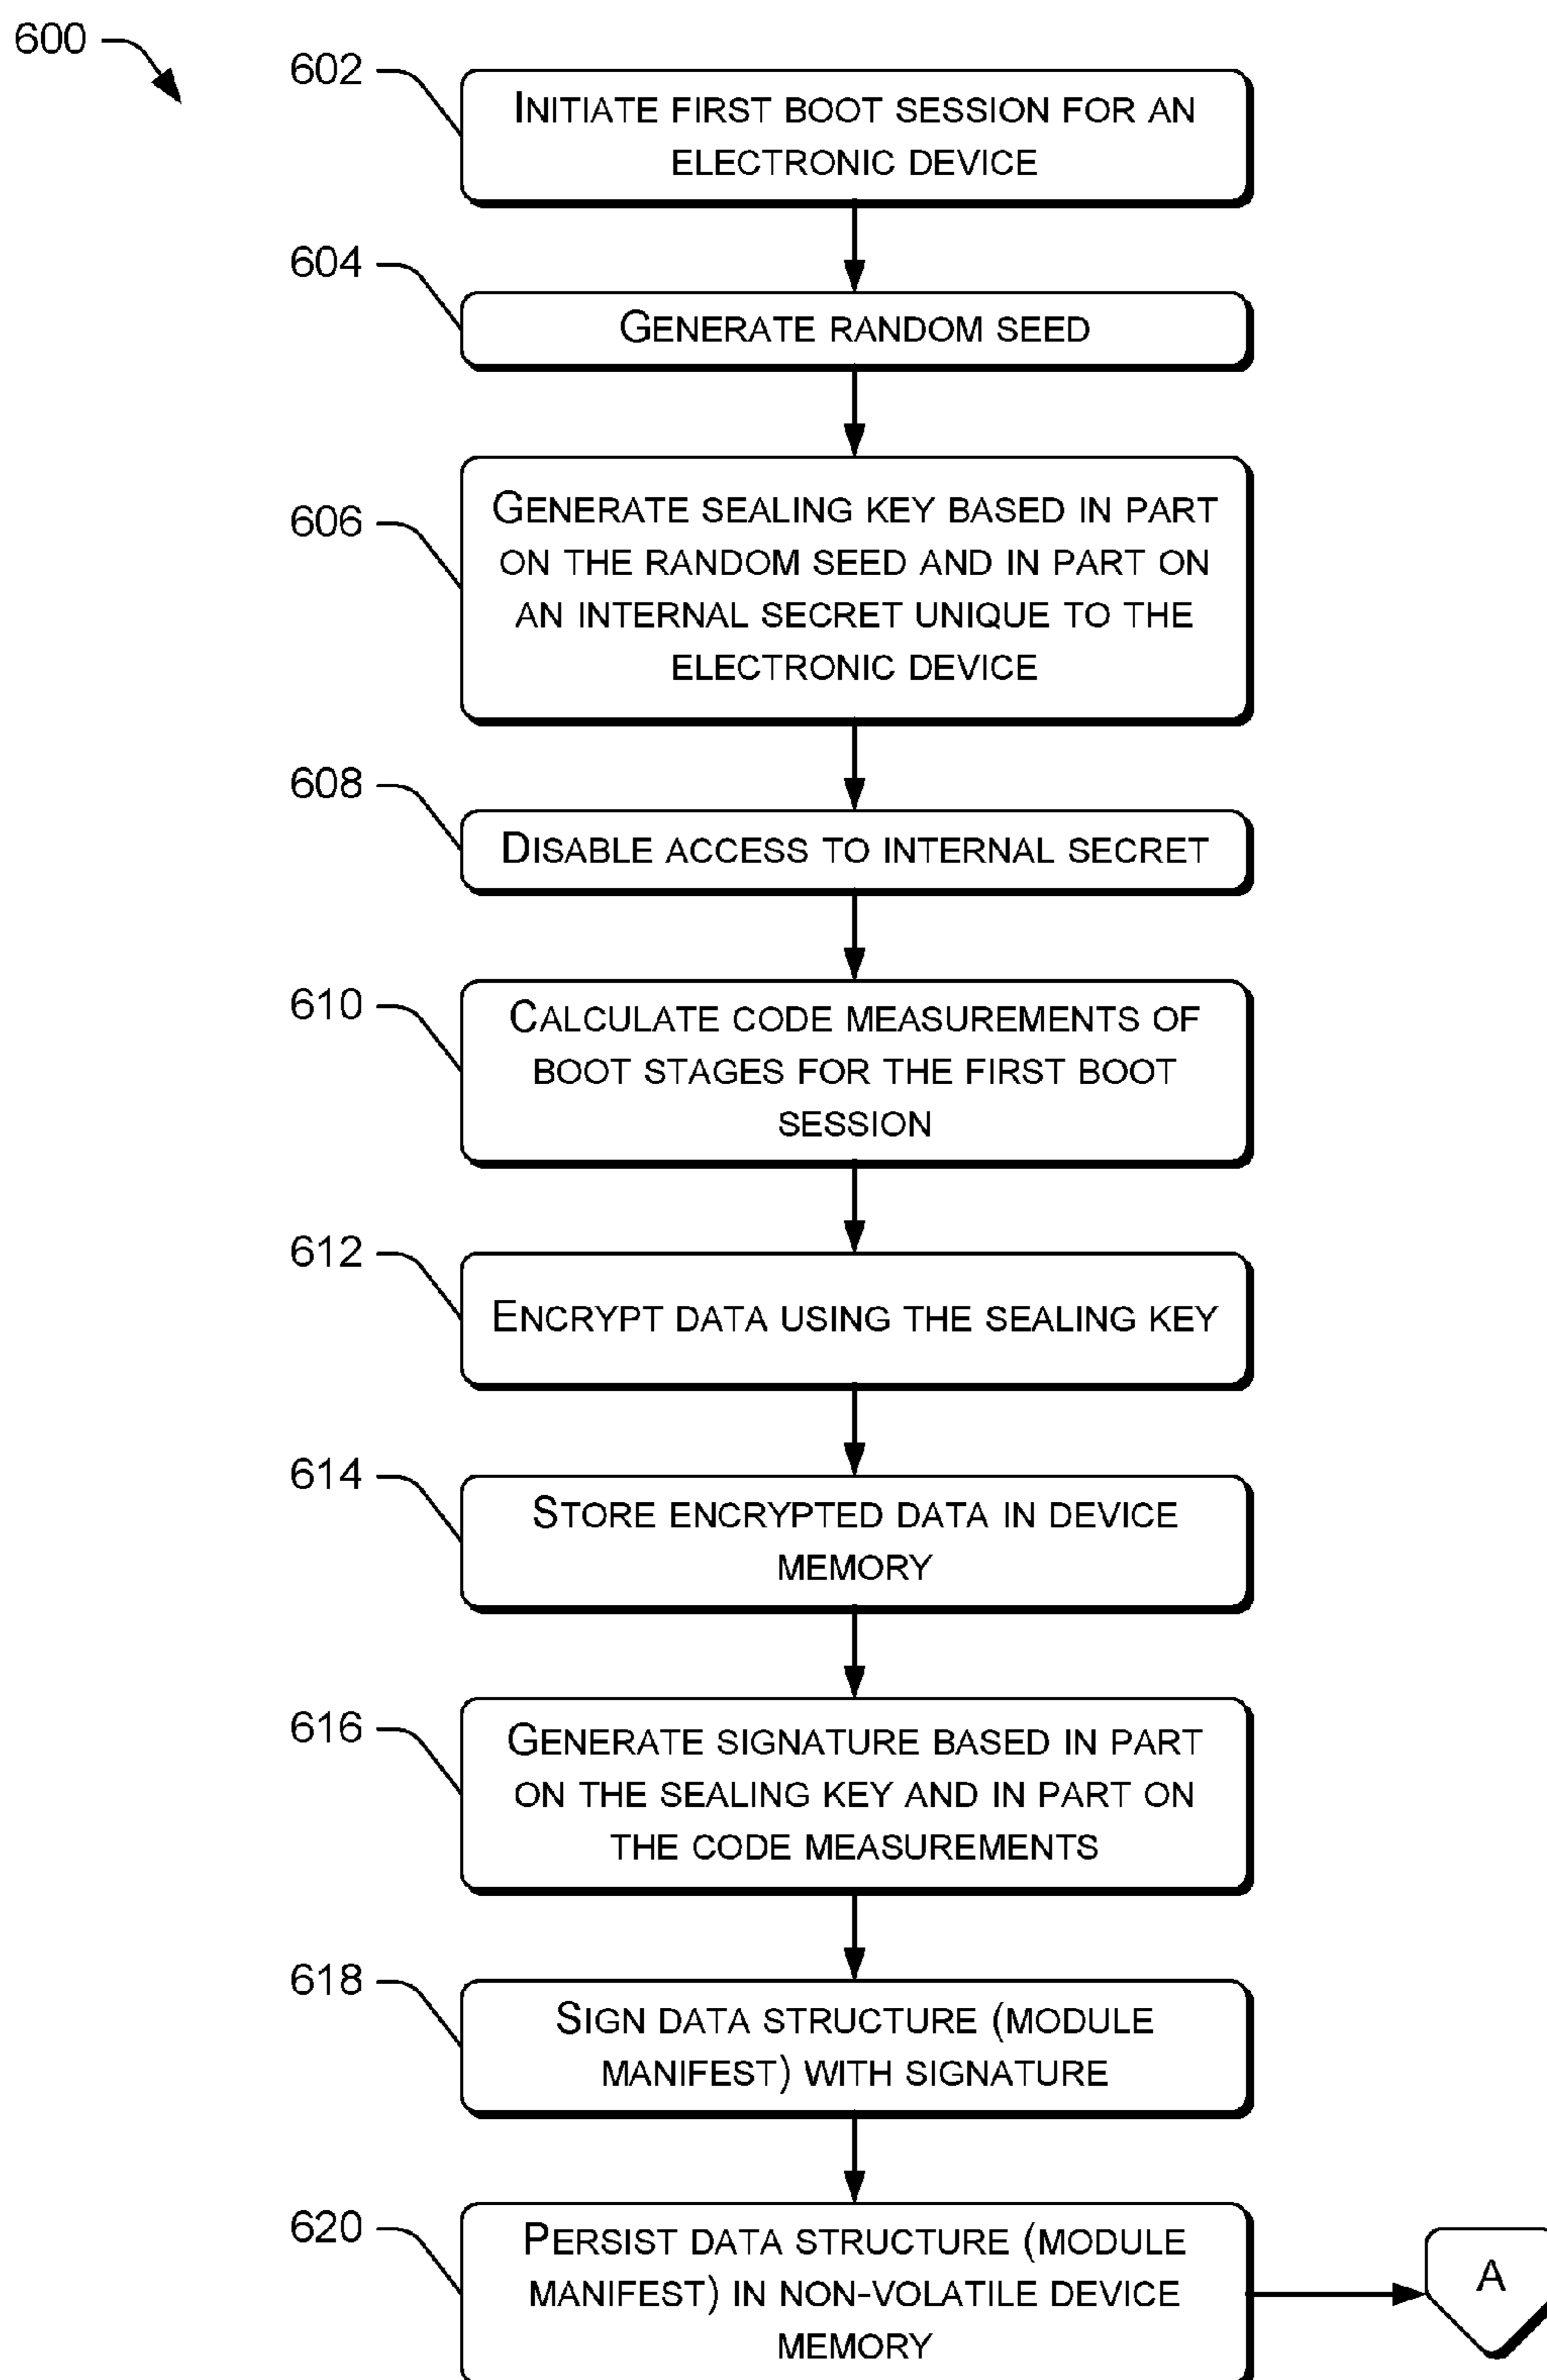 600
602
INITIATE FIRST BOOT SESSION FOR AN
ELECTRONIC DEVICE
604
GENERATE RANDOM SEED
606
GENERATE SEALING KEY BASED IN PART
ON THE RANDOM SEED AND IN PART ON
AN INTERNAL SECRET UNIQUE TO THE
ELECTRONIC DEVICE
608
DISABLE ACCESS TO INTERNAL SECRET
610
CALCULATE CODE MEASUREMENTS OF
BOOT STAGES FOR THE FIRST BOOT
SESSION
612
ENCRYPT DATA USING THE SEALING KEY
614
STORE ENCRYPTED DATA IN DEVICE
MEMORY
616
GENERATE SIGNATURE BASED IN PART
ON THE SEALING KEY AND IN PART ON
THE CODE MEASUREMENTS
618
SIGN DATA STRUCTURE (MODULE
MANIFEST) WITH SIGNATURE
620
PERSIST DATA STRUCTURE (MODULE
MANIFEST) IN NON-VOLATILE DEVICE
MEMORY
A